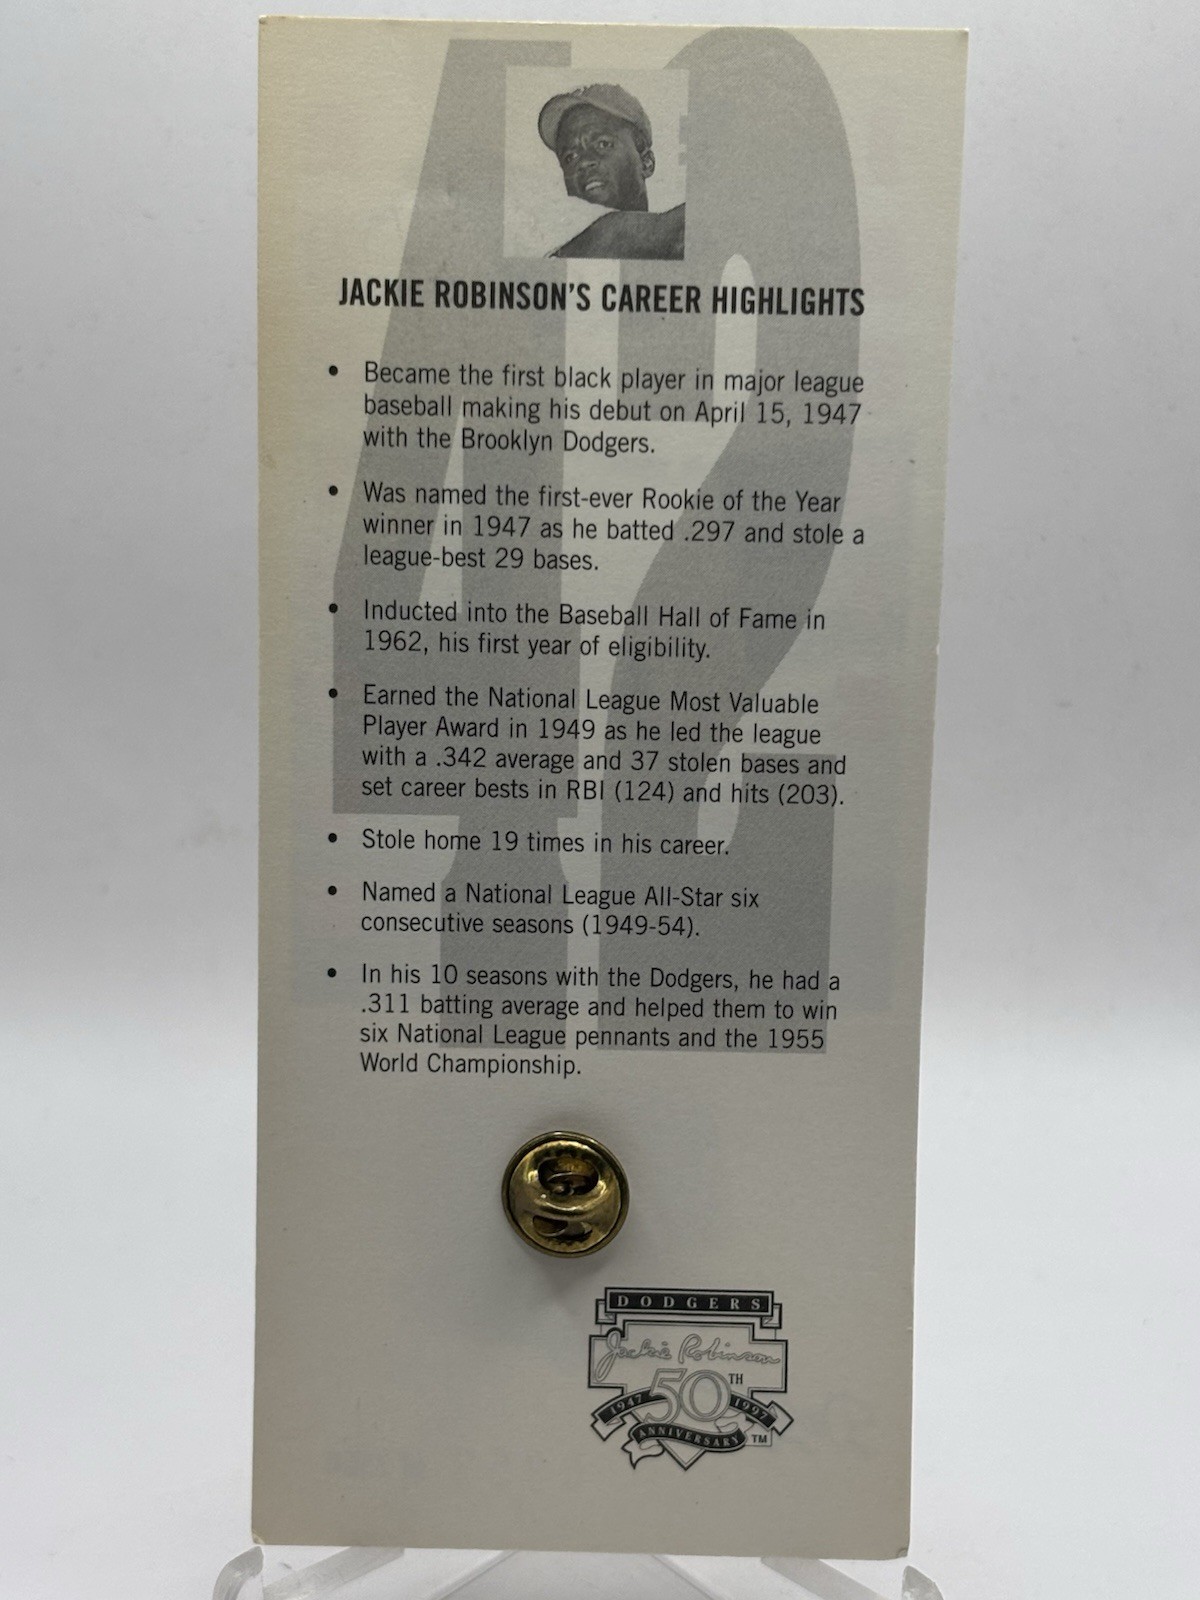 42
JACKIE ROBINSON'S CAREER HIGHLIGHTS
• Became the first black player in major league
baseball making his debut on April 15, 1947
with the Brooklyn Dodgers.
• Was named the first-ever Rookie of the Year
winner in 1947 as he batted .297 and stole a
league-best 29 bases.
• Inducted into the Baseball Hall of Fame in
1962, his first year of eligibility.
• Earned the National League Most Valuable
Player Award in 1949 as he led the league
with a .342 average and 37 stolen bases and
set career bests in RBI (124) and hits (203).
• Stole home 19 times in his career.
• Named a National League All-Star six
consecutive seasons (1949-54).
• In his 10 seasons with the Dodgers, he had a
.311 batting average and helped them to win
six National League pennants and the 1955
World Championship.
DODGERS
Jackie Robinson
50TH
1947 1997
ANNIVERSARY TM